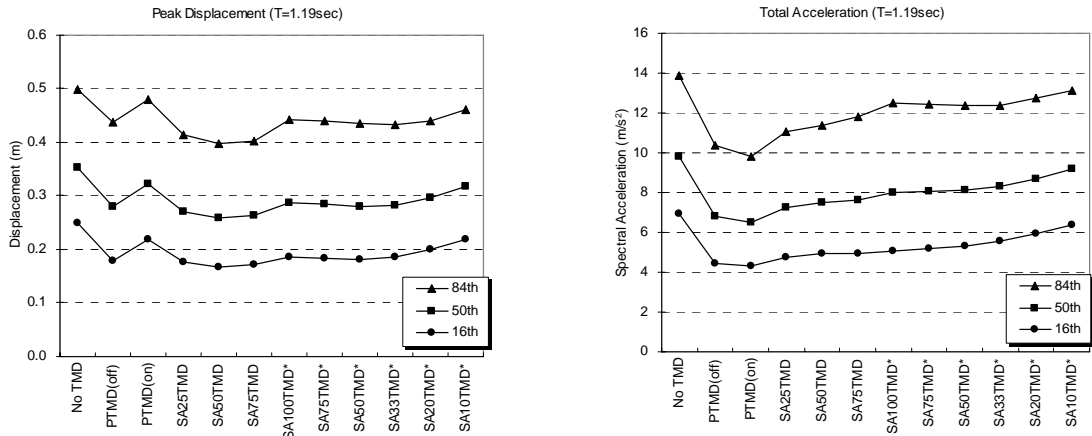 Peak Displacement (T=1.19sec)
0.6
0.5
0.4
0.3
0.2
0.1
0.0
Displacement (m)
84th
50th
16th
No TMD
PTMD(off)
PTMD(on)
SA25TMD
SA50TMD
SA75TMD
SA100TMD*
SA75TMD*
SA50TMD*
SA33TMD*
SA20TMD*
SA10TMD*
Total Acceleration (T=1.19sec)
16
14
12
10
8
6
4
2
0
Spectral Acceleration (m/s²)
84th
50th
16th
No TMD
PTMD(off)
PTMD(on)
SA25TMD
SA50TMD
SA75TMD
SA100TMD*
SA75TMD*
SA50TMD*
SA33TMD*
SA20TMD*
SA10TMD*